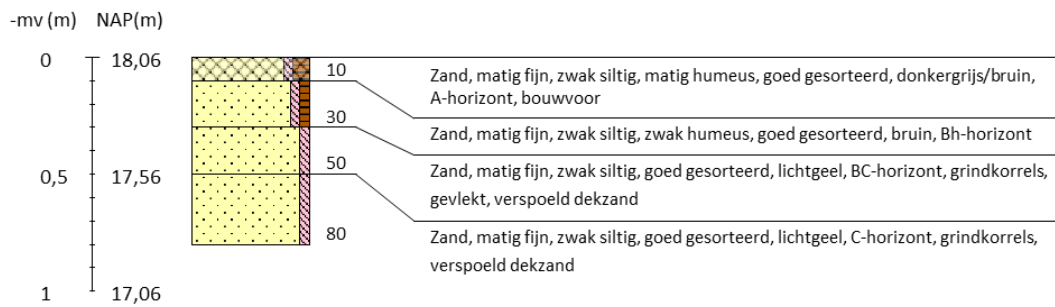 -mv (m) NAP(m)
0 18,06
10
Zand, matig fijn, zwak siltig, matig humeus, goed gesorteerd, donkergrijs/bruin,
A-horizont, bouwvoor
30
Zand, matig fijn, zwak siltig, zwak humeus, goed gesorteerd, bruin, Bh-horizont
50
Zand, matig fijn, zwak siltig, goed gesorteerd, lichtgeel, BC-horizont, grindkorrels,
0,5 17,56
gevlekt, verspoeld dekzand
80
Zand, matig fijn, zwak siltig, goed gesorteerd, lichtgeel, C-horizont, grindkorrels,
verspoeld dekzand
1 17,06